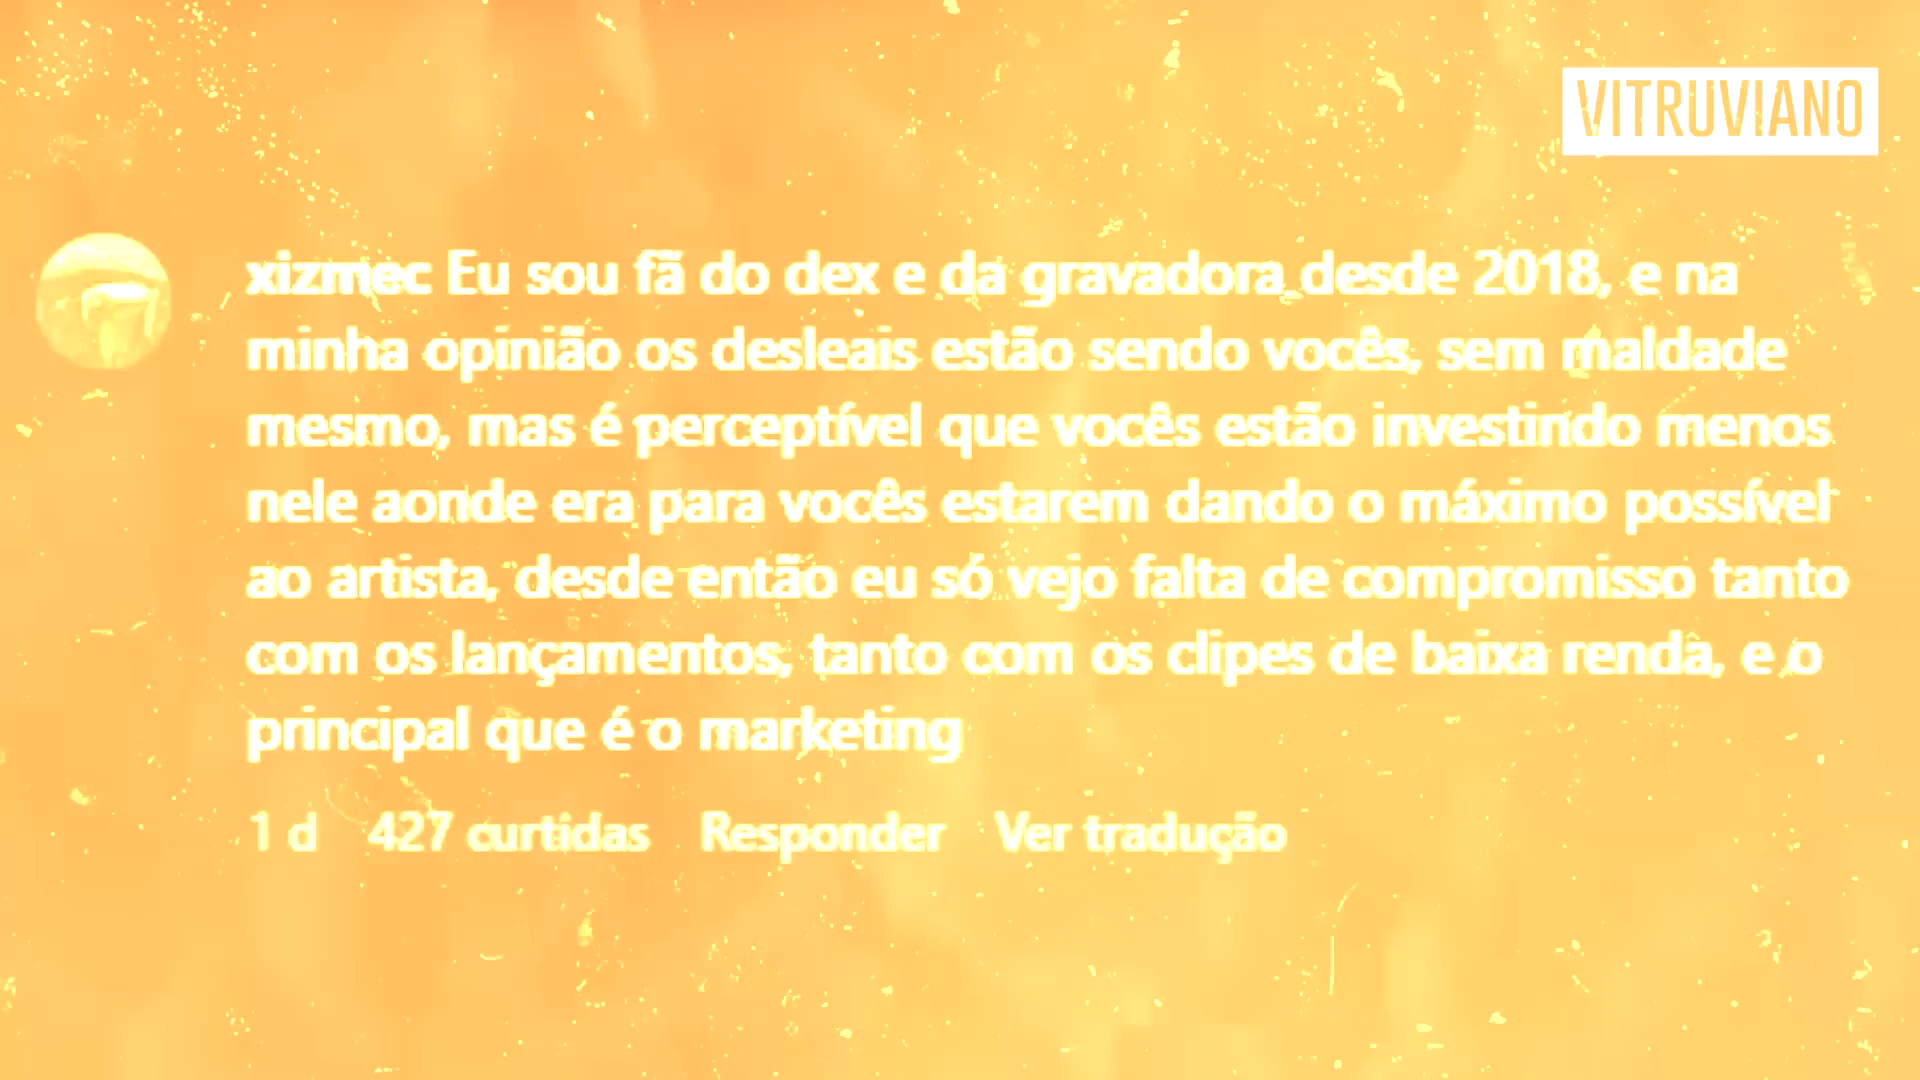 VITRUVIANO
xizmec Eu sou fã do dex e da gravadora desde 2018, e na
minha opinião os desleais estão sendo vocês, sem maldade
mesmo, mas é perceptível que vocês estão investindo menos
nele aonde era para vocês estarem dando o máximo possível
ao artista, desde então eu só vejo falta de compromisso tanto
com os lançamentos, tanto com os clipes de baixa renda, e o
principal que é o marketing
1 d 427 curtidas Responder Ver tradução